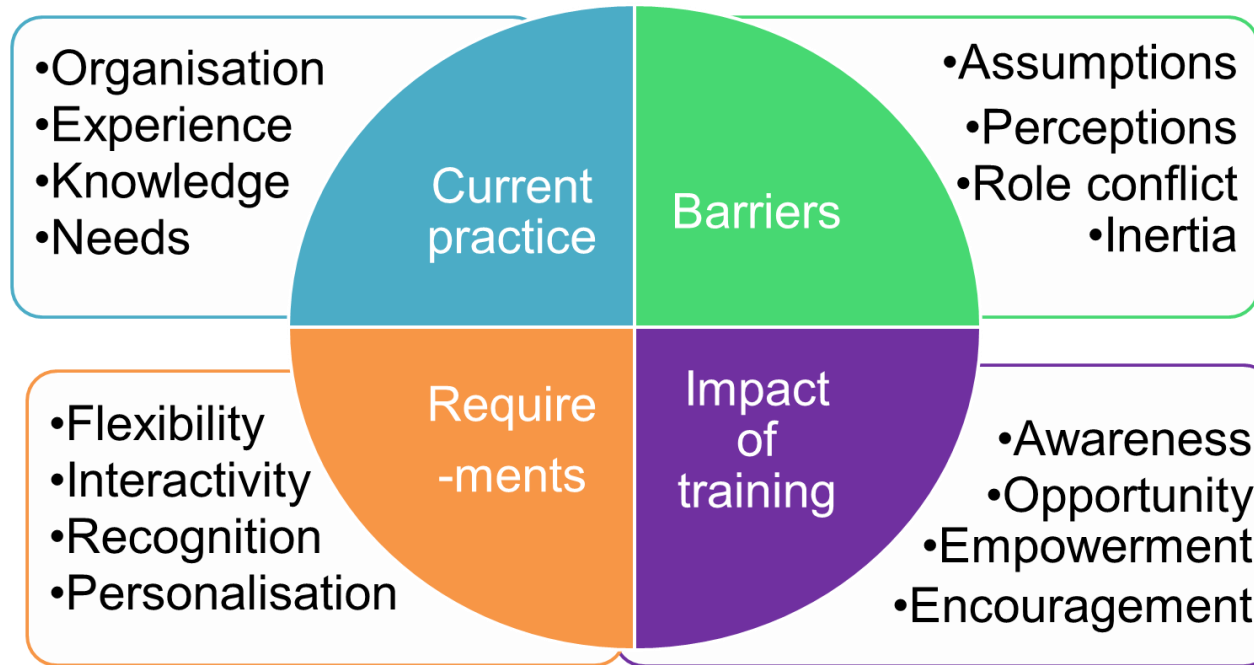 •Organisation
•Experience
•Knowledge
•Needs
Current
practice
Barriers
•Assumptions
•Perceptions
•Role conflict
•Inertia
•Flexibility
•Interactivity
•Recognition
•Personalisation
Require
-ments
Impact
of
training
•Awareness
•Opportunity
•Empowerment
•Encouragement